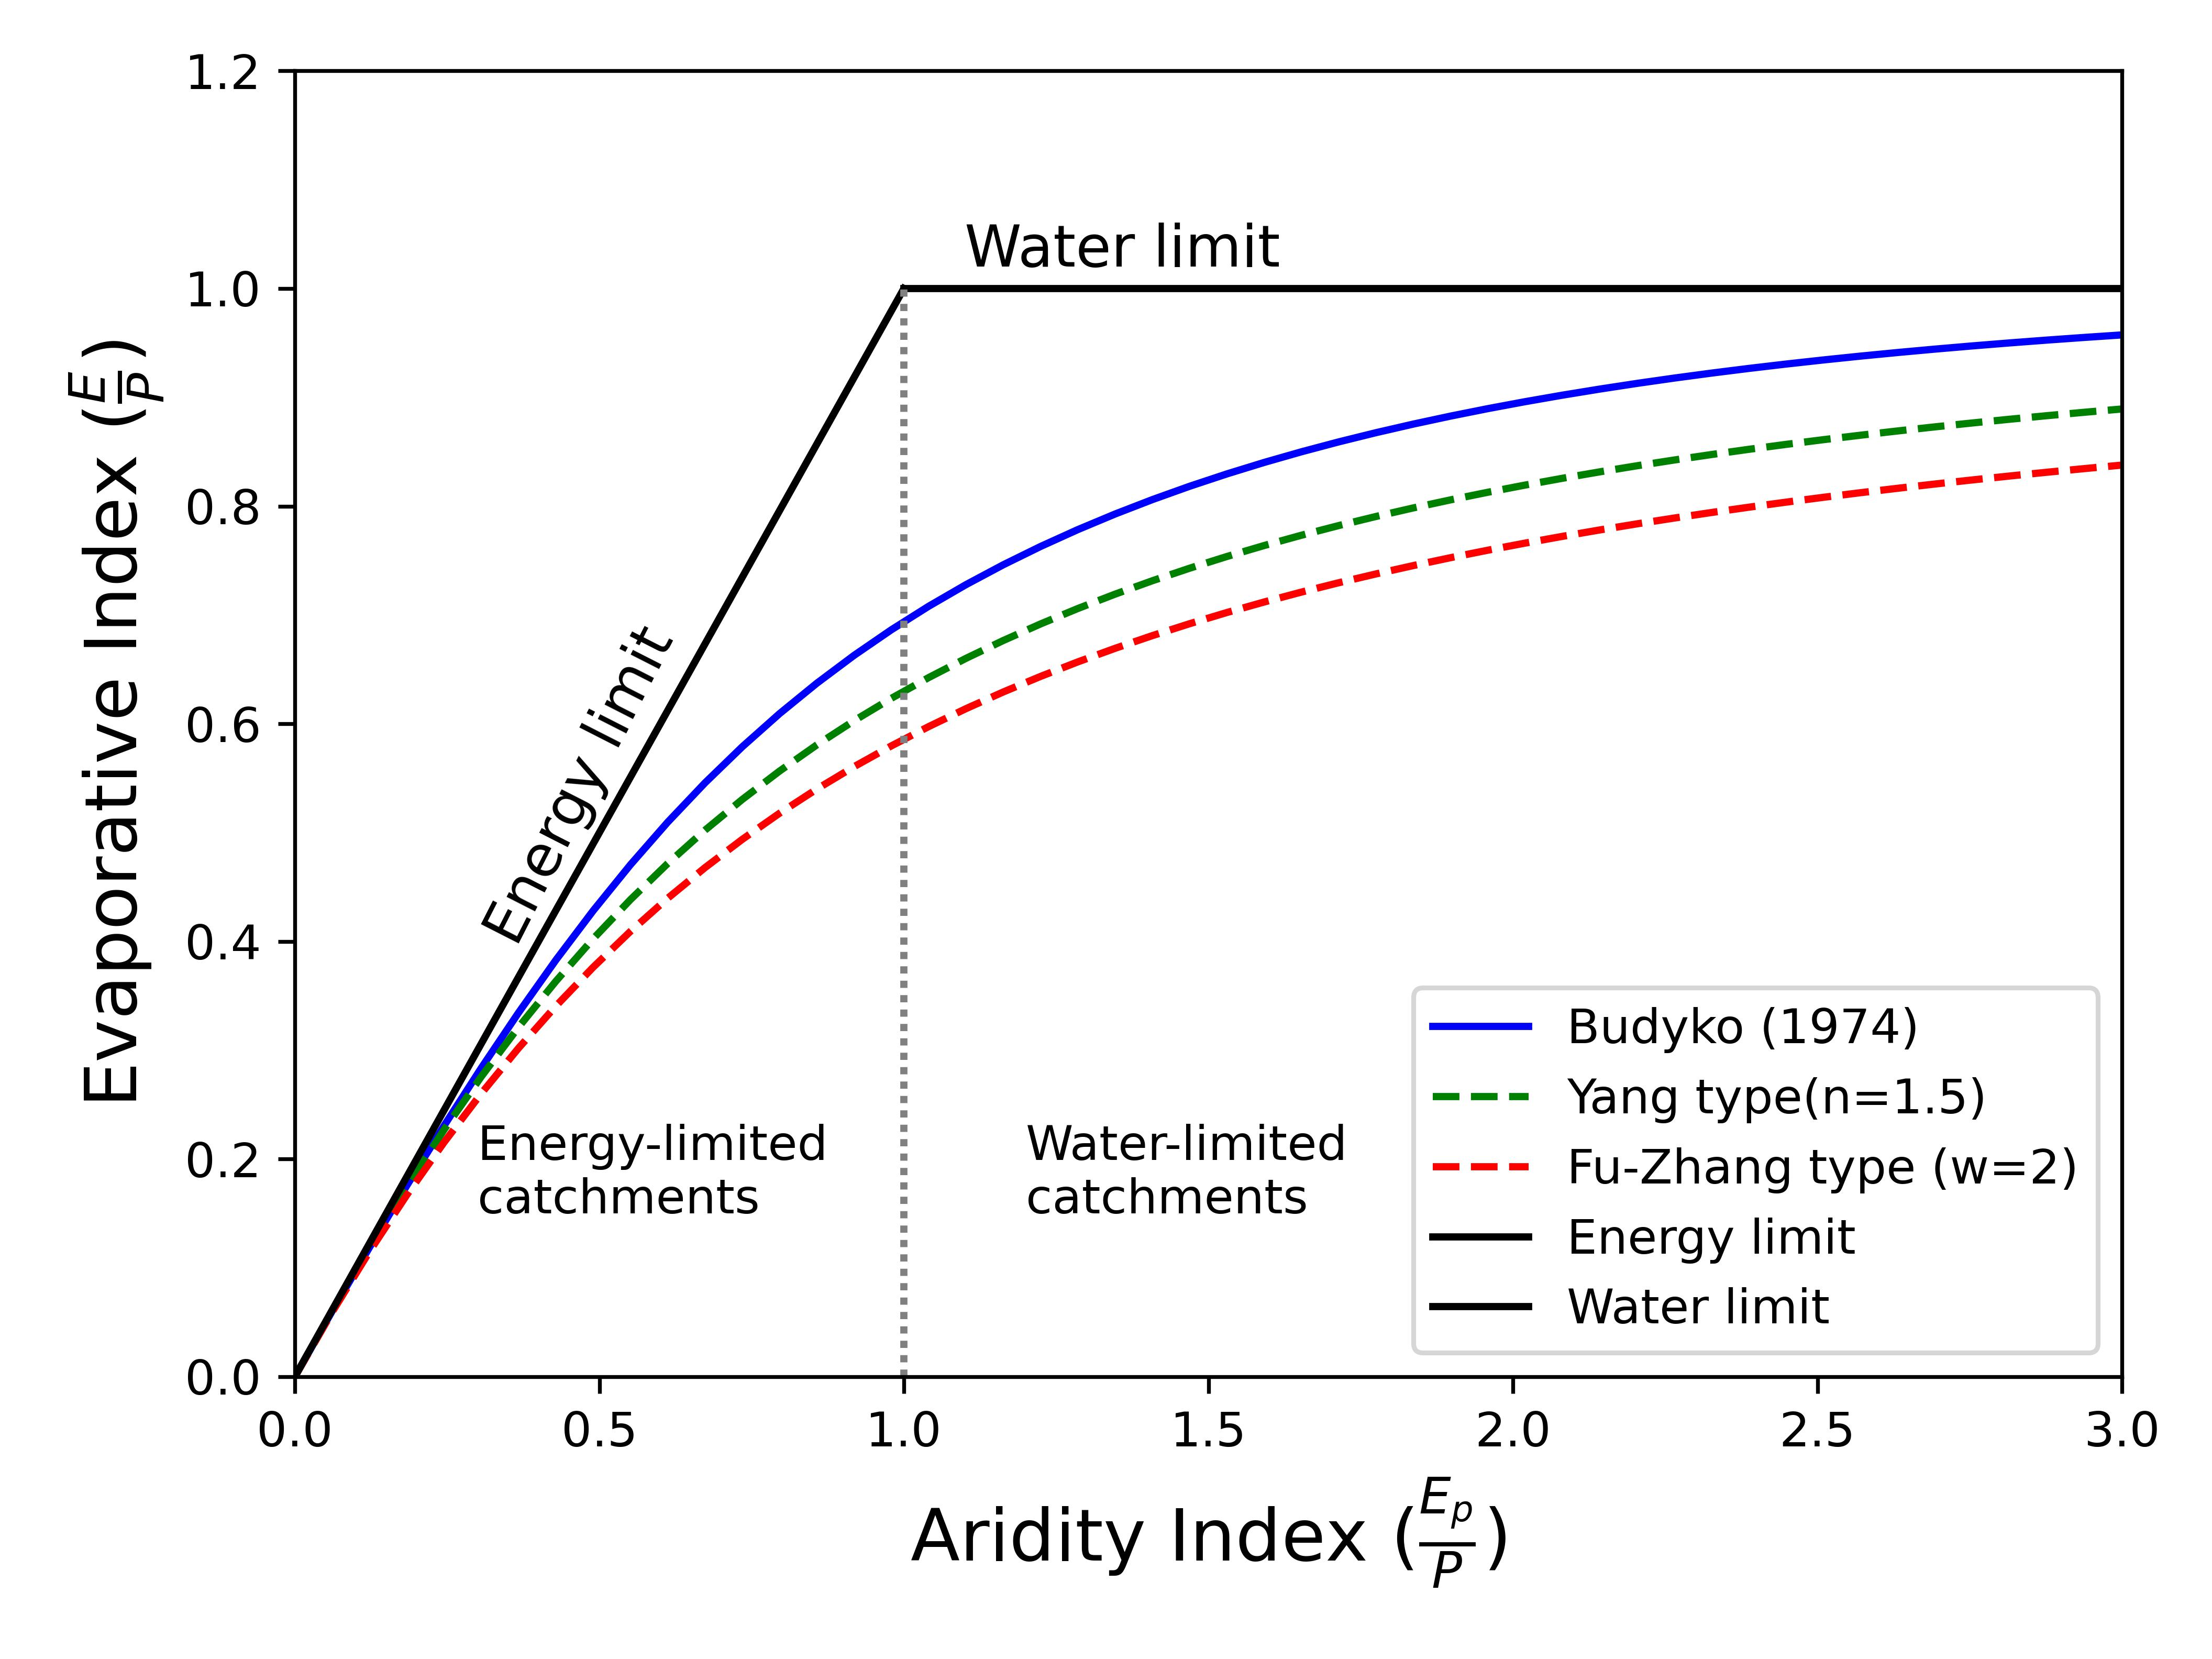 1.2
1.0
0.8
0.6
0.4
0.2
0.0
Evaporative Index (E/P)
Water limit
Energy limit
Energy-limited
catchments
Water-limited
catchments
Budyko (1974)
Yang type(n=1.5)
Fu-Zhang type (w=2)
Energy limit
Water limit
0.0 0.5 1.0 1.5 2.0 2.5 3.0
Aridity Index (Ep/P)